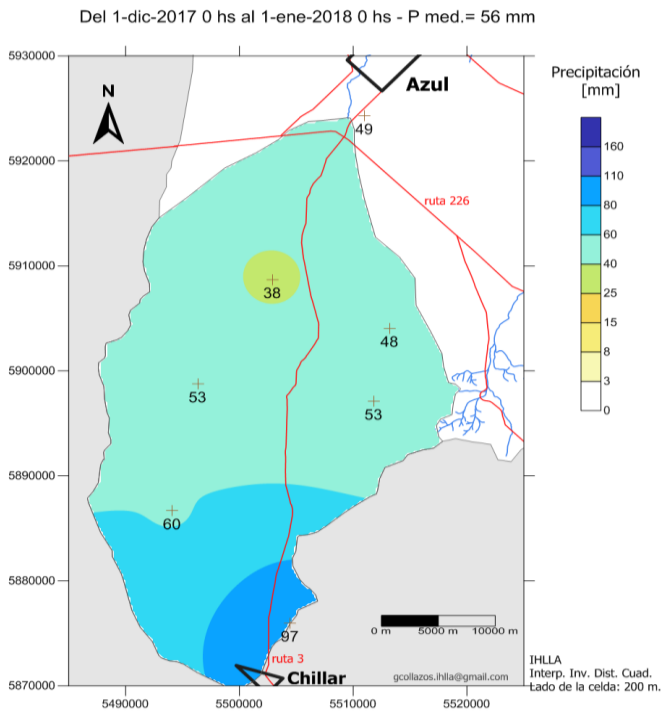 Del 1-dic-2017 0 hs al 1-ene-2018 0 hs - P med.= 56 mm
5930000
5920000
5910000
5900000
5890000
5880000
5870000
5490000
5500000
5510000
5520000
N
Azul
49
ruta 226
38
48
53
53
60
97
ruta 3
Chillar
0 m
5000 m
10000 m
gcollazos.ihlla@gmail.com
Precipitación
[mm]
160
110
80
60
40
25
15
8
3
0
IHLLA
Interp. Inv. Dist. Cuad.
Lado de la celda: 200 m.